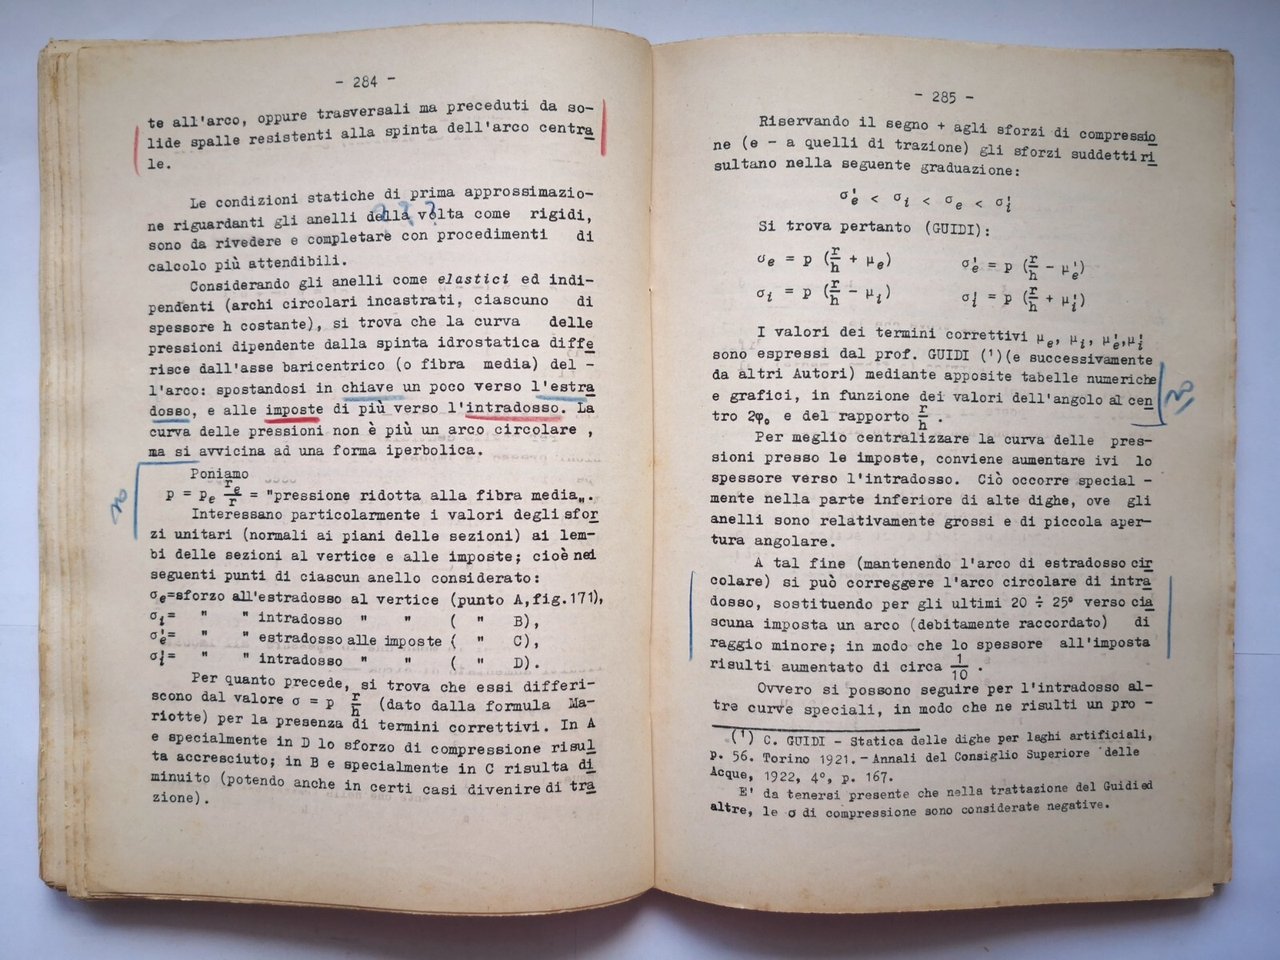 - 284 -
te all'arco, oppure trasversali ma preceduti da so-
lide spalle resistenti alla spinta dell'arco centra
le.
Le condizioni statiche di prima approssimazio-
ne riguardanti gli anelli della volta come rigidi,
sono da rivedere e completare con procedimenti di
calcolo più attendibili.
Considerando gli anelli come elastici ed indi-
pendenti (archi circolari incastrati, ciascuno di
spessore h costante), si trova che la curva delle
pressioni dipendente dalla spinta idrostatica diffe
risce dall'asse baricentrico (o fibra media) del -
l'arco: spostandosi in chiave un poco verso l'estra
dosso, e alle imposte di più verso l'intradosso. La
curva delle pressioni non è più un arco circolare ,
ma si avvicina ad una forma iperbolica.
Poniamo
p = pₑ rₑ/r = "pressione ridotta alla fibra media„.
no
Interessano particolarmente i valori degli sfor
zi unitari (normali ai piani delle sezioni) ai lem-
bi delle sezioni al vertice e alle imposte; cioè nei
seguenti punti di ciascun anello considerato:
σₑ=sforzo all'estradosso al vertice (punto A,fig.171),
σᵢ= " " intradosso " " ( " B),
σ'ₑ= " " estradosso alle imposte ( " C),
σ'ᵢ= " " intradosso " " ( " D).
Per quanto precede, si trova che essi differi-
scono dal valore σ = p r/h (dato dalla formula Ma-
riotte) per la presenza di termini correttivi. In A
e specialmente in D lo sforzo di compressione risul
ta accresciuto; in B e specialmente in C risulta di
minuito (potendo anche in certi casi divenire di tra
zione).
- 285 -
Riservando il segno + agli sforzi di compressio
ne (e - a quelli di trazione) gli sforzi suddetti ri
sultano nella seguente graduazione:
σ'ₑ < σᵢ < σₑ < σ'ᵢ
Si trova pertanto (GUIDI):
σₑ = p (r/h + μₑ) σ'ₑ = p (r/h - μ'ₑ)
σᵢ = p (r/h - μᵢ) σ'ᵢ = p (r/h + μ'ᵢ)
I valori dei termini correttivi μₑ, μᵢ, μ'ₑ, μ'ᵢ
sono espressi dal prof. GUIDI (¹)(e successivamente
da altri Autori) mediante apposite tabelle numeriche
e grafici, in funzione dei valori dell'angolo al cen
tro 2φ₀ e del rapporto r/h .
no
Per meglio centralizzare la curva delle pres-
sioni presso le imposte, conviene aumentare ivi lo
spessore verso l'intradosso. Ciò occorre special -
mente nella parte inferiore di alte dighe, ove gli
anelli sono relativamente grossi e di piccola aper-
tura angolare.
A tal fine (mantenendo l'arco di estradosso cir
colare) si può correggere l'arco circolare di intra
dosso, sostituendo per gli ultimi 20 ÷ 25° verso cia
scuna imposta un arco (debitamente raccordato) di
raggio minore; in modo che lo spessore all'imposta
risulti aumentato di circa 1/10 .
Ovvero si possono seguire per l'intradosso al-
tre curve speciali, in modo che ne risulti un pro -
(¹) C. GUIDI - Statica delle dighe per laghi artificiali,
p. 56. Torino 1921.- Annali del Consiglio Superiore delle
Acque, 1922, 4°, p. 167.
E' da tenersi presente che nella trattazione del Guidi ed
altre, le σ di compressione sono considerate negative.